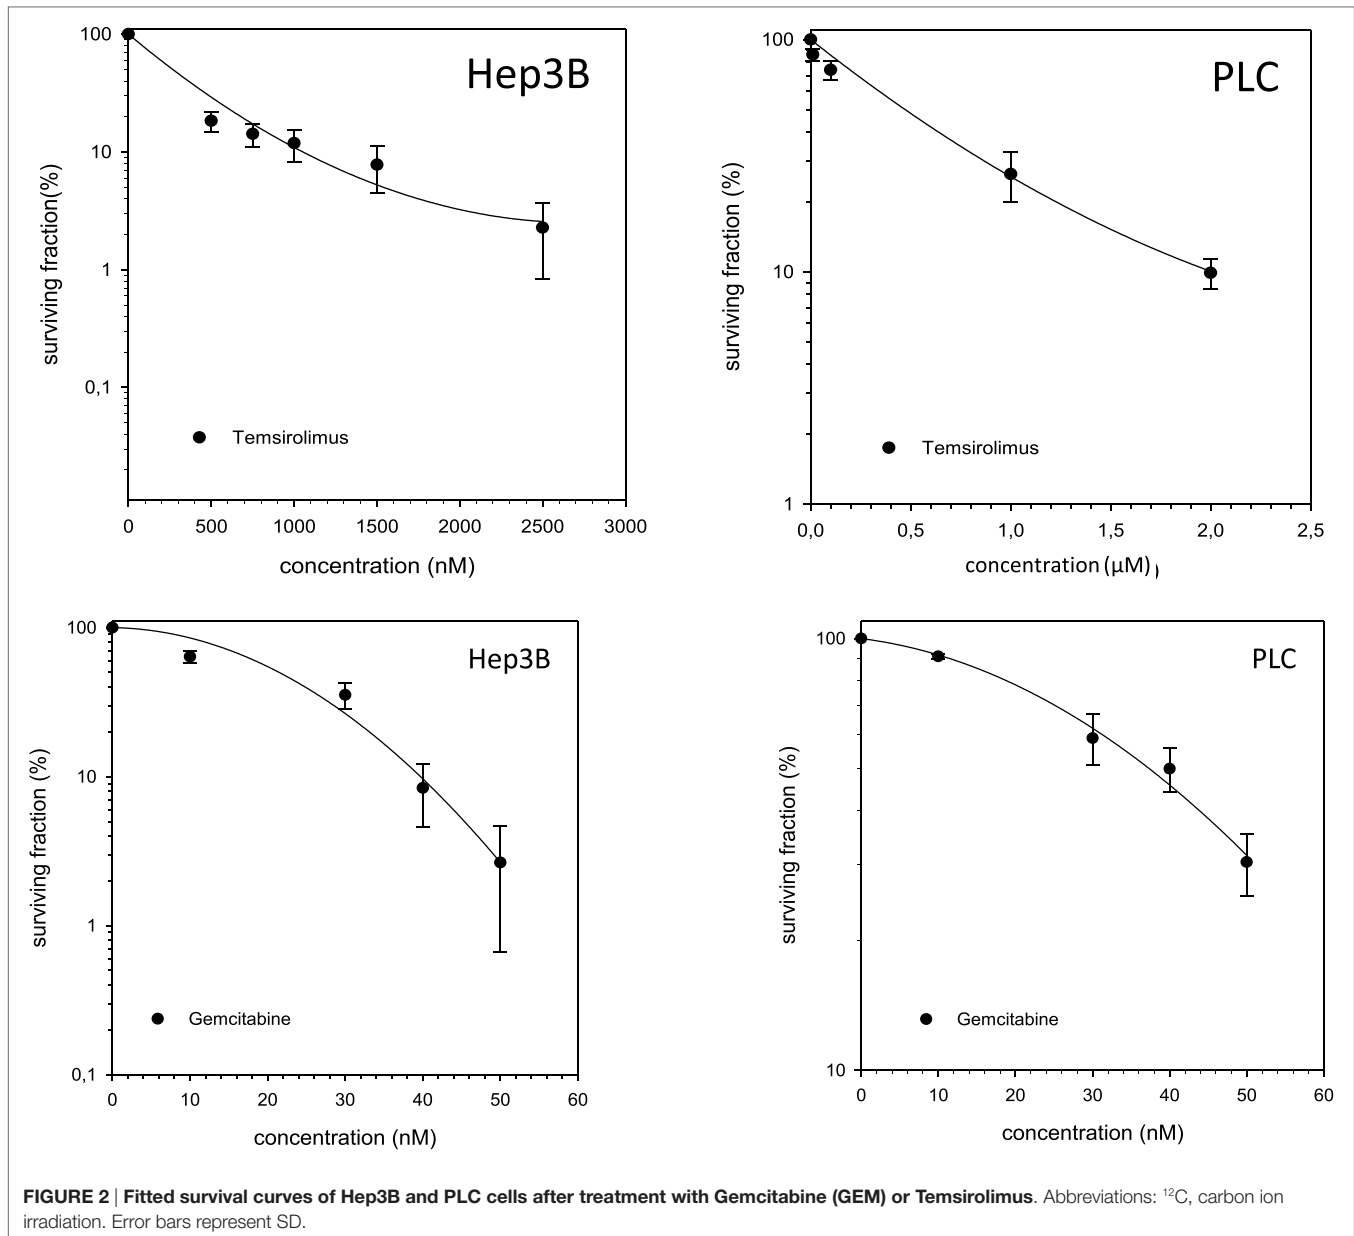 Hep3B
100
10
1
0,1
surviving fraction(%)
Temsirolimus
0 500 1000 1500 2000 2500 3000
concentration (nM)
PLC
100
10
1
surviving fraction (%)
Temsirolimus
0,0 0,5 1,0 1,5 2,0 2,5
concentration (µM) )
Hep3B
100
10
1
0,1
surviving fraction (%)
Gemcitabine
0 10 20 30 40 50 60
concentration (nM)
PLC
100
10
surviving fraction (%)
Gemcitabine
0 10 20 30 40 50 60
concentration (nM)
FIGURE 2 | Fitted survival curves of Hep3B and PLC cells after treatment with Gemcitabine (GEM) or Temsirolimus. Abbreviations: ¹²C, carbon ion
irradiation. Error bars represent SD.